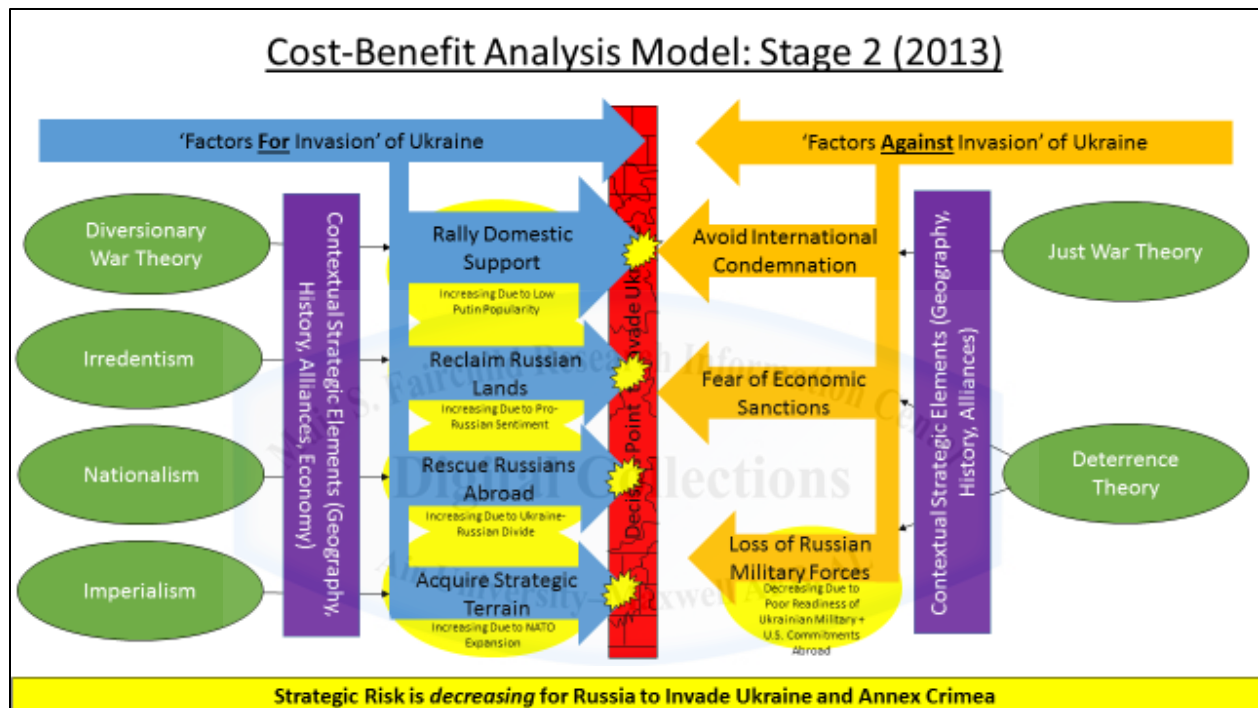 Cost-Benefit Analysis Model: Stage 2 (2013)
'Factors For Invasion' of Ukraine
'Factors Against Invasion' of Ukraine
Diversionary
War Theory
Irredentism
Nationalism
Imperialism
Contextual Strategic Elements (Geography,
History, Alliances, Economy)
Rally Domestic
Support
Increasing Due to Low
Putin Popularity
Reclaim Russian
Lands
Increasing Due to Pro-
Russian Sentiment
Rescue Russians
Abroad
Increasing Due to Ukraine-
Russian Divide
Acquire Strategic
Terrain
Increasing Due to NATO
Expansion
Point
Avoid International
Condemnation
Fear of Economic
Sanctions
Loss of Russian
Military Forces
Decreasing Due to
Poor Readiness of
Ukrainian Military +
U.S. Commitments
Abroad
Contextual Strategic Elements (Geography,
History, Alliances)
Just War Theory
Deterrence
Theory
Digital Collections
Strategic Risk is decreasing for Russia to Invade Ukraine and Annex Crimea